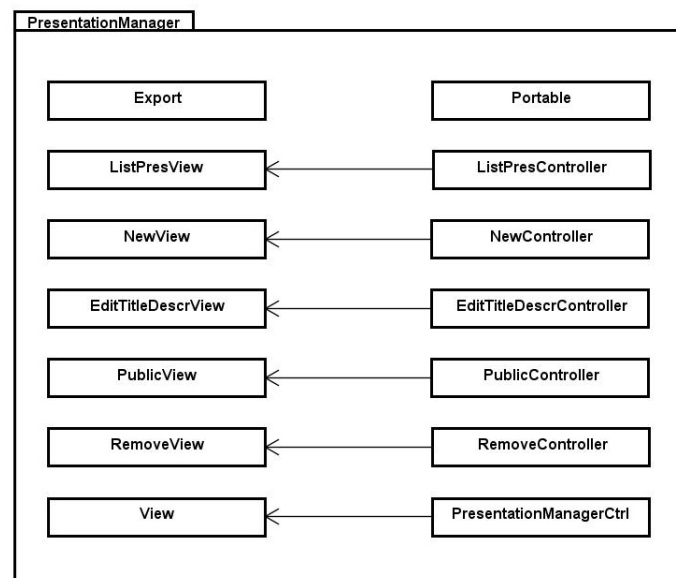 PresentationManager
Export
Portable
ListPresView
ListPresController
NewView
NewController
EditTitleDescrView
EditTitleDescrController
PublicView
PublicController
RemoveView
RemoveController
View
PresentationManagerCtrl